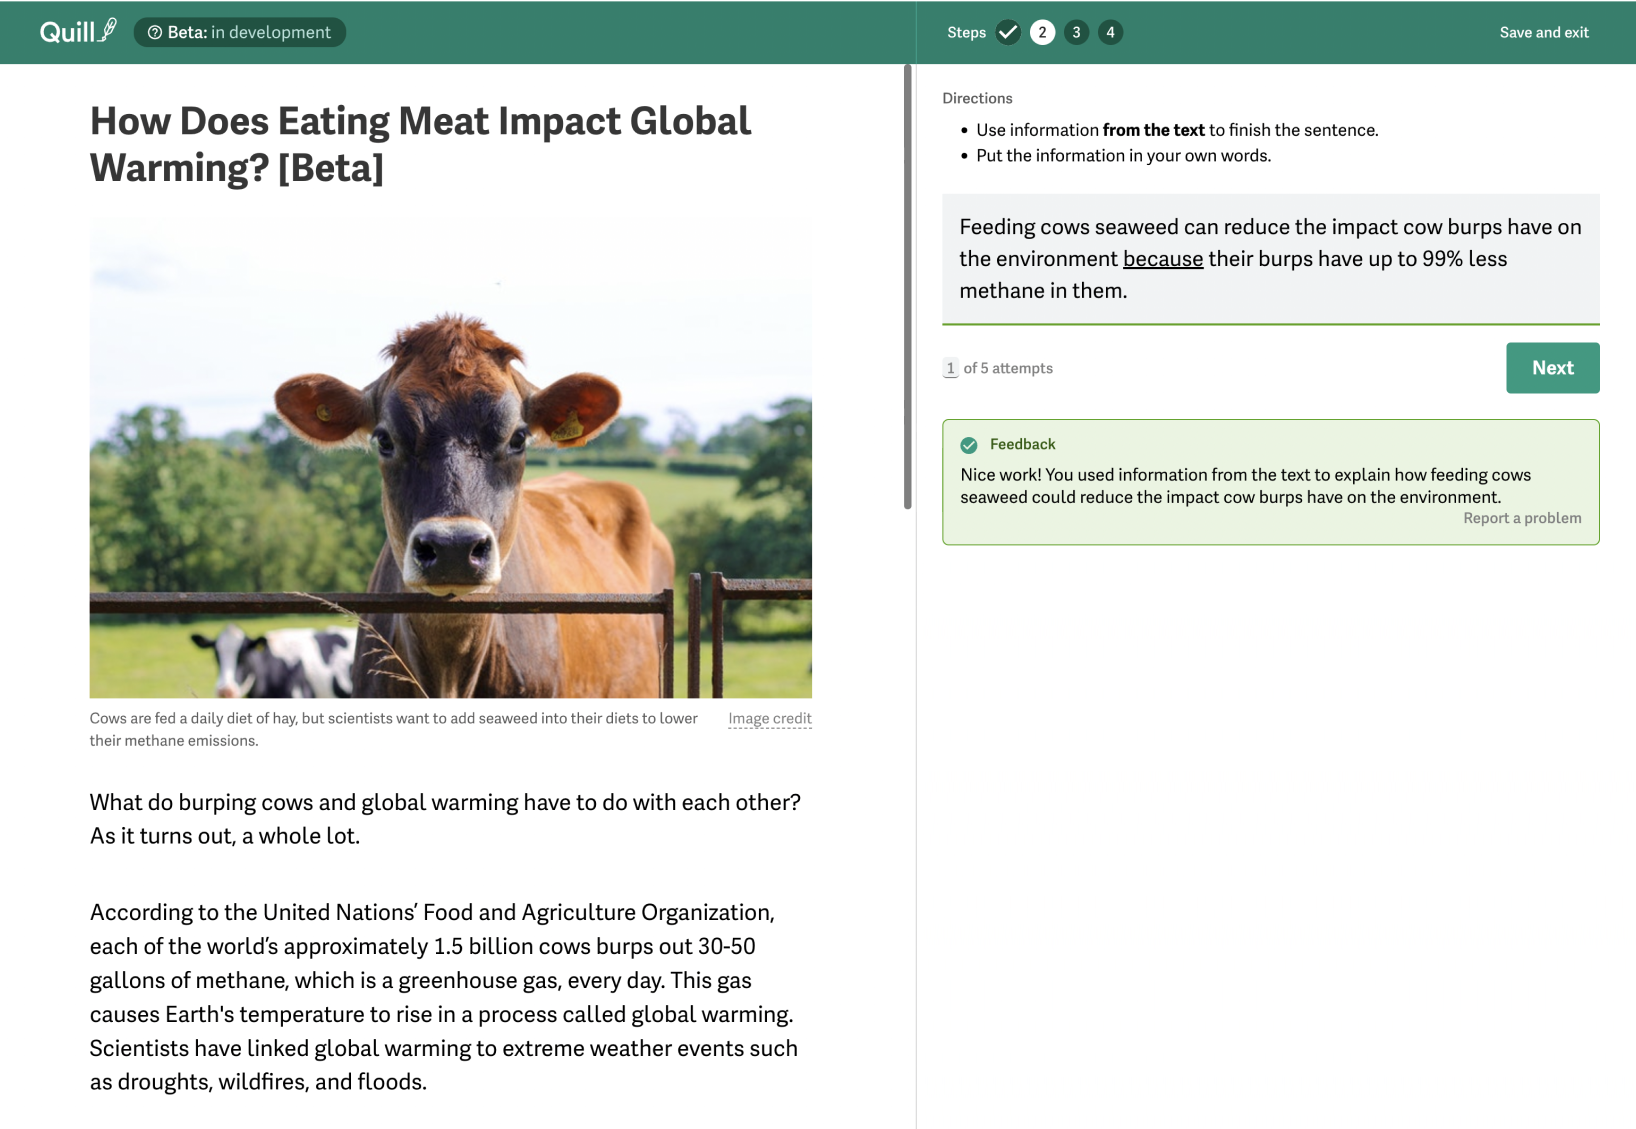 Quill
Beta: in development
Steps 2 3 4
Save and exit
How Does Eating Meat Impact Global
Warming? [Beta]
Cows are fed a daily diet of hay, but scientists want to add seaweed into their diets to lower
their methane emissions.
Image credit
What do burping cows and global warming have to do with each other?
As it turns out, a whole lot.
According to the United Nations’ Food and Agriculture Organization,
each of the world’s approximately 1.5 billion cows burps out 30-50
gallons of methane, which is a greenhouse gas, every day. This gas
causes Earth's temperature to rise in a process called global warming.
Scientists have linked global warming to extreme weather events such
as droughts, wildfires, and floods.
Directions
• Use information from the text to finish the sentence.
• Put the information in your own words.
Feeding cows seaweed can reduce the impact cow burps have on
the environment because their burps have up to 99% less
methane in them.
1 of 5 attempts
Next
Feedback
Nice work! You used information from the text to explain how feeding cows
seaweed could reduce the impact cow burps have on the environment.
Report a problem